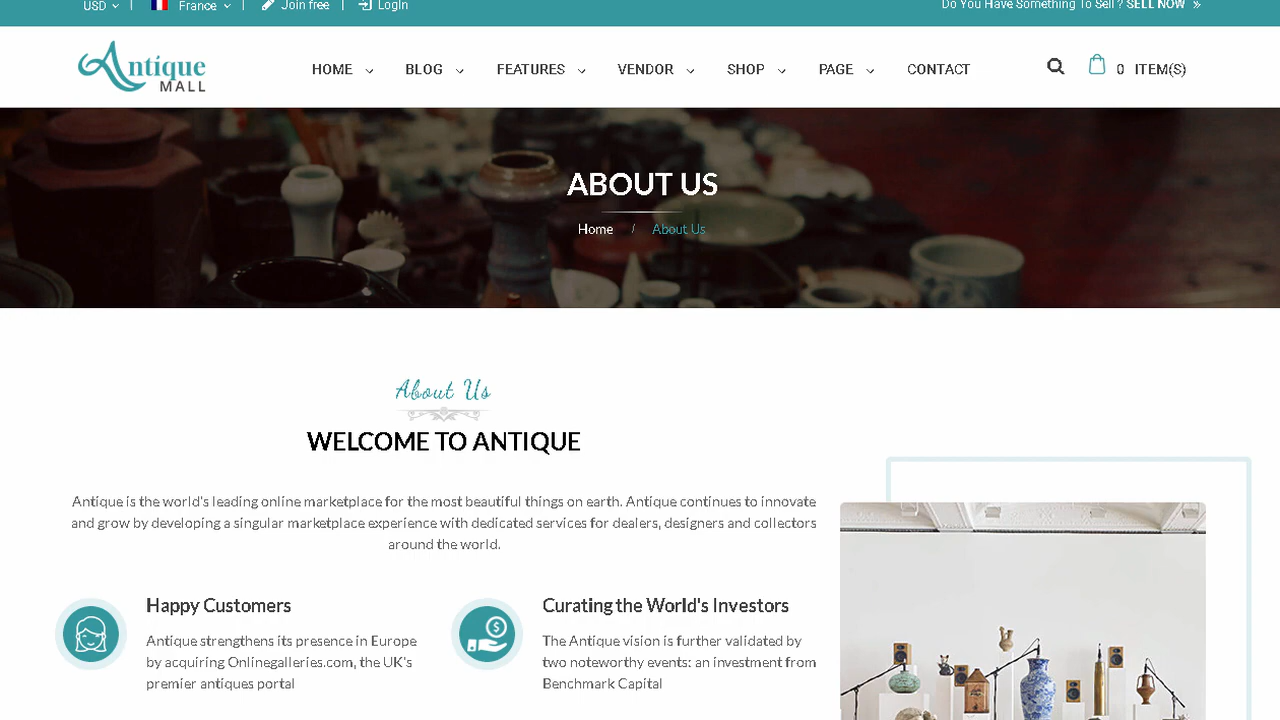 USD France Join free LogIn Do You Have Something To Sell ? SELL NOW »
Antique
MALL
HOME BLOG FEATURES VENDOR SHOP PAGE CONTACT 0 ITEM(S)
ABOUT US
Home / About Us
About Us
WELCOME TO ANTIQUE
Antique is the world's leading online marketplace for the most beautiful things on earth. Antique continues to innovate
and grow by developing a singular marketplace experience with dedicated services for dealers, designers and collectors
around the world.
Happy Customers
Antique strengthens its presence in Europe
by acquiring Onlinegalleries.com, the UK's
premier antiques portal
Curating the World's Investors
The Antique vision is further validated by
two noteworthy events: an investment from
Benchmark Capital